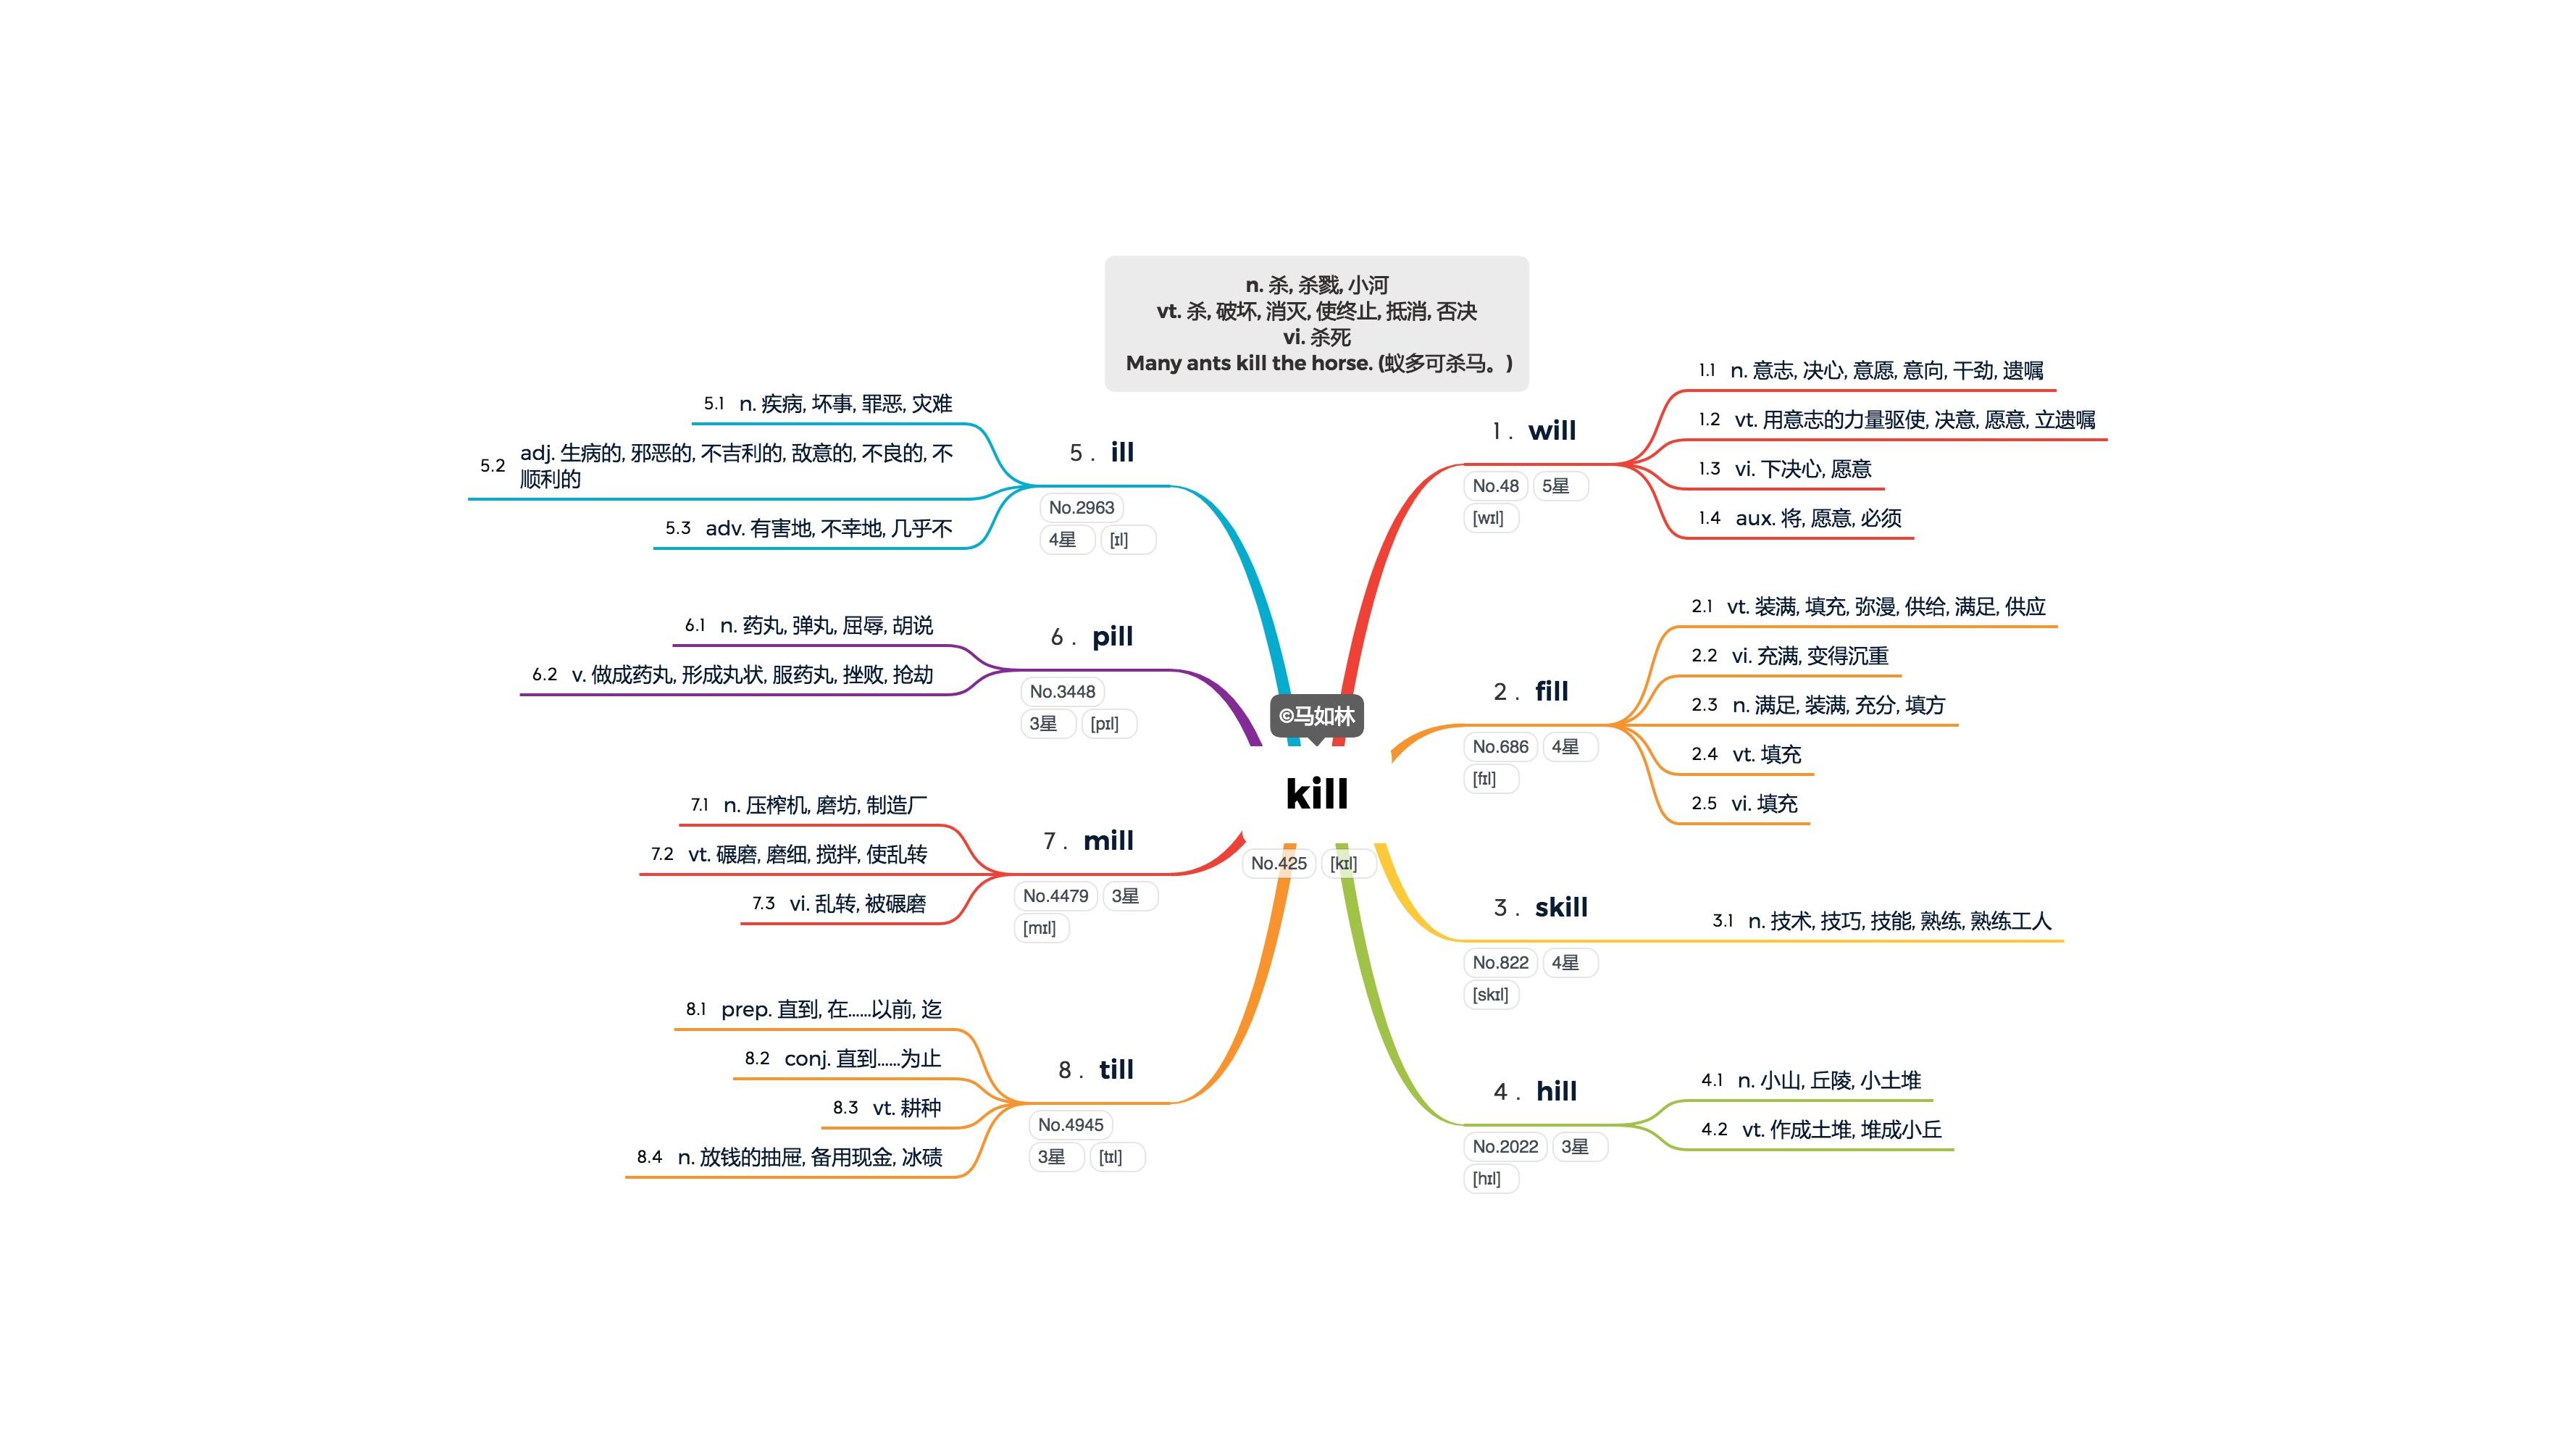 n. 杀, 杀戮, 小河
vt. 杀, 破坏, 消灭, 使终止, 抵消, 否决
vi. 杀死
Many ants kill the horse. (蚁多可杀马。)
©马如林
kill
No.425 [kɪl]
1. will
No.48 5星
[wɪl]
1.1 n. 意志, 决心, 意愿, 意向, 干劲, 遗嘱
1.2 vt. 用意志的力量驱使, 决意, 愿意, 立遗嘱
1.3 vi. 下决心, 愿意
1.4 aux. 将, 愿意, 必须
2. fill
No.686 4星
[fɪl]
2.1 vt. 装满, 填充, 弥漫, 供给, 满足, 供应
2.2 vi. 充满, 变得沉重
2.3 n. 满足, 装满, 充分, 填方
2.4 vt. 填充
2.5 vi. 填充
3. skill
No.822 4星
[skɪl]
3.1 n. 技术, 技巧, 技能, 熟练, 熟练工人
4. hill
No.2022 3星
[hɪl]
4.1 n. 小山, 丘陵, 小土堆
4.2 vt. 作成土堆, 堆成小丘
5. ill
No.2963
4星 [ɪl]
5.1 n. 疾病, 坏事, 罪恶, 灾难
5.2 adj. 生病的, 邪恶的, 不吉利的, 敌意的, 不良的, 不
顺利的
5.3 adv. 有害地, 不幸地, 几乎不
6. pill
No.3448
3星 [pɪl]
6.1 n. 药丸, 弹丸, 屈辱, 胡说
6.2 v. 做成药丸, 形成丸状, 服药丸, 挫败, 抢劫
7. mill
No.4479 3星
[mɪl]
7.1 n. 压榨机, 磨坊, 制造厂
7.2 vt. 碾磨, 磨细, 搅拌, 使乱转
7.3 vi. 乱转, 被碾磨
8. till
No.4945
3星 [tɪl]
8.1 prep. 直到, 在......以前, 迄
8.2 conj. 直到......为止
8.3 vt. 耕种
8.4 n. 放钱的抽屉, 备用现金, 冰碛